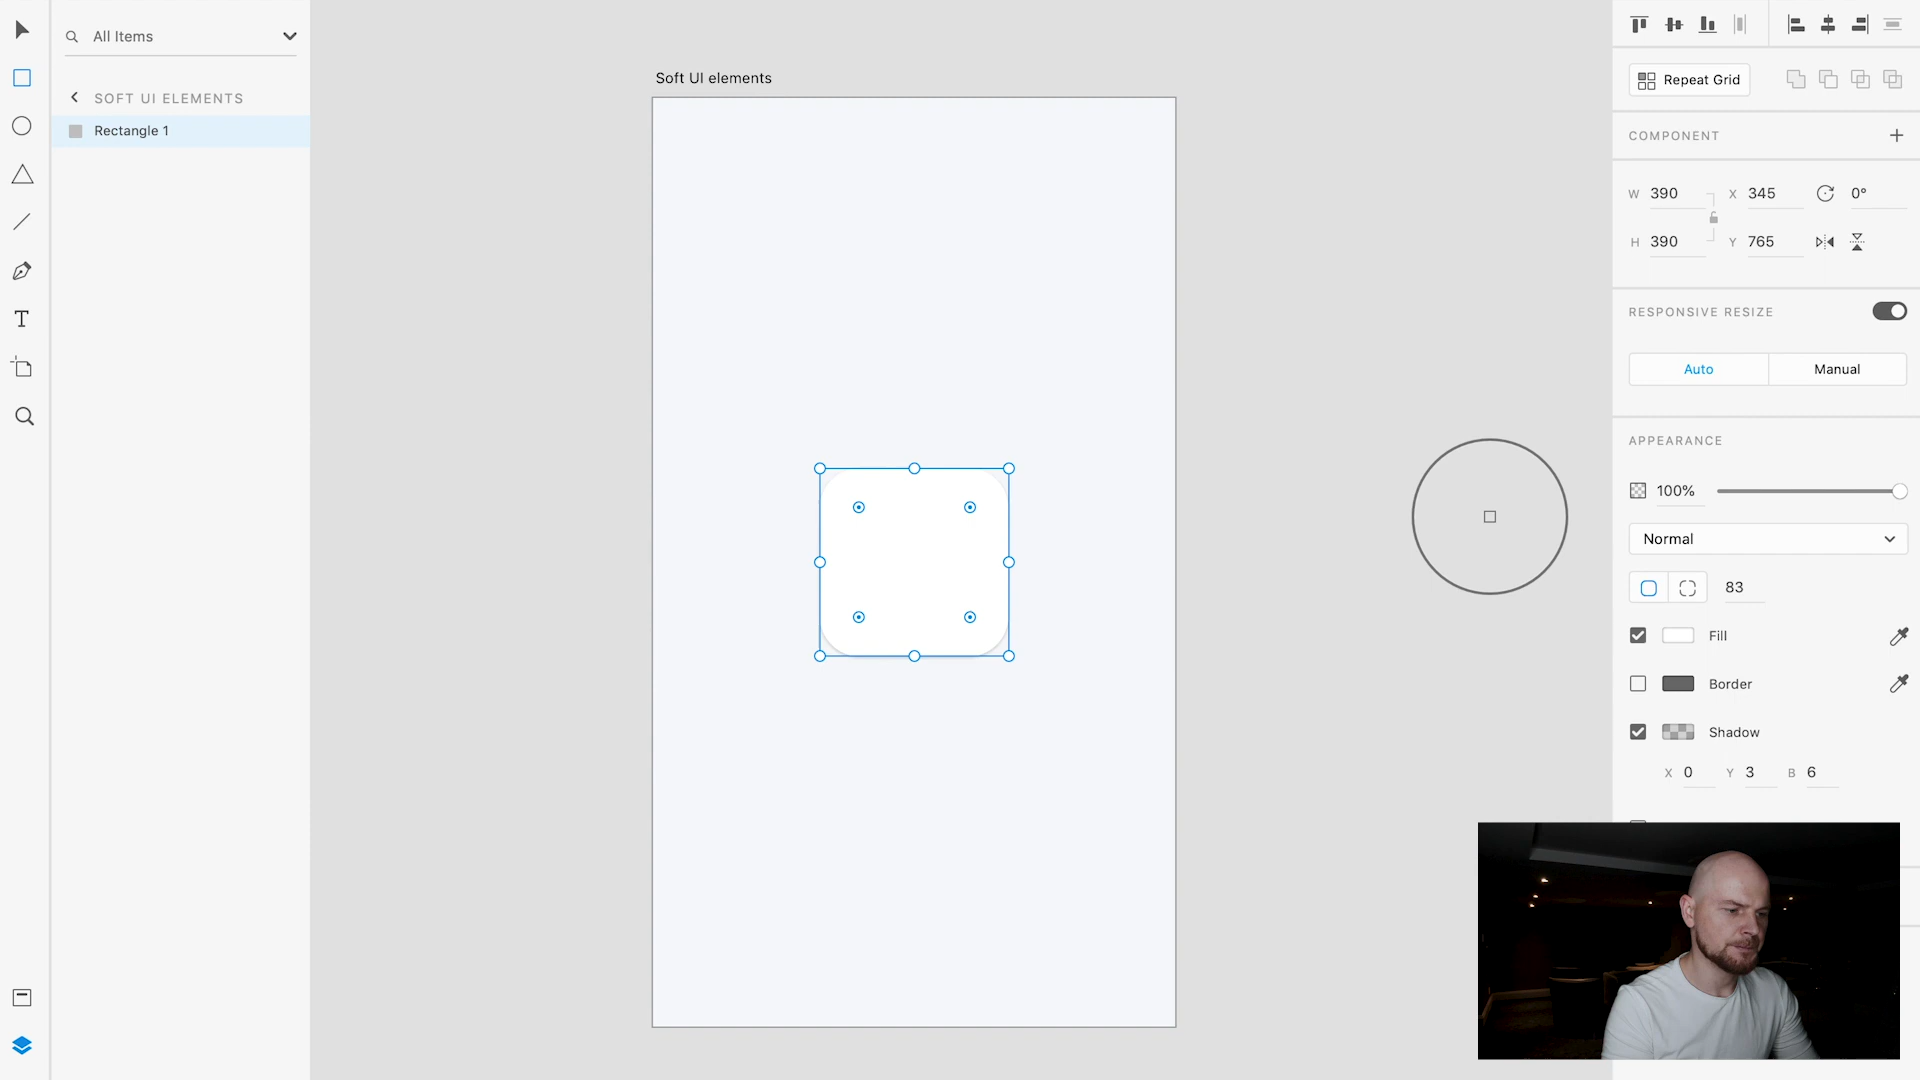 All Items
SOFT UI ELEMENTS
Rectangle 1
Soft UI elements
Repeat Grid
COMPONENT
W 390 X 345 0°
H 390 Y 765
RESPONSIVE RESIZE
Auto Manual
APPEARANCE
100%
Normal
83
Fill
Border
Shadow
X 0 Y 3 B 6